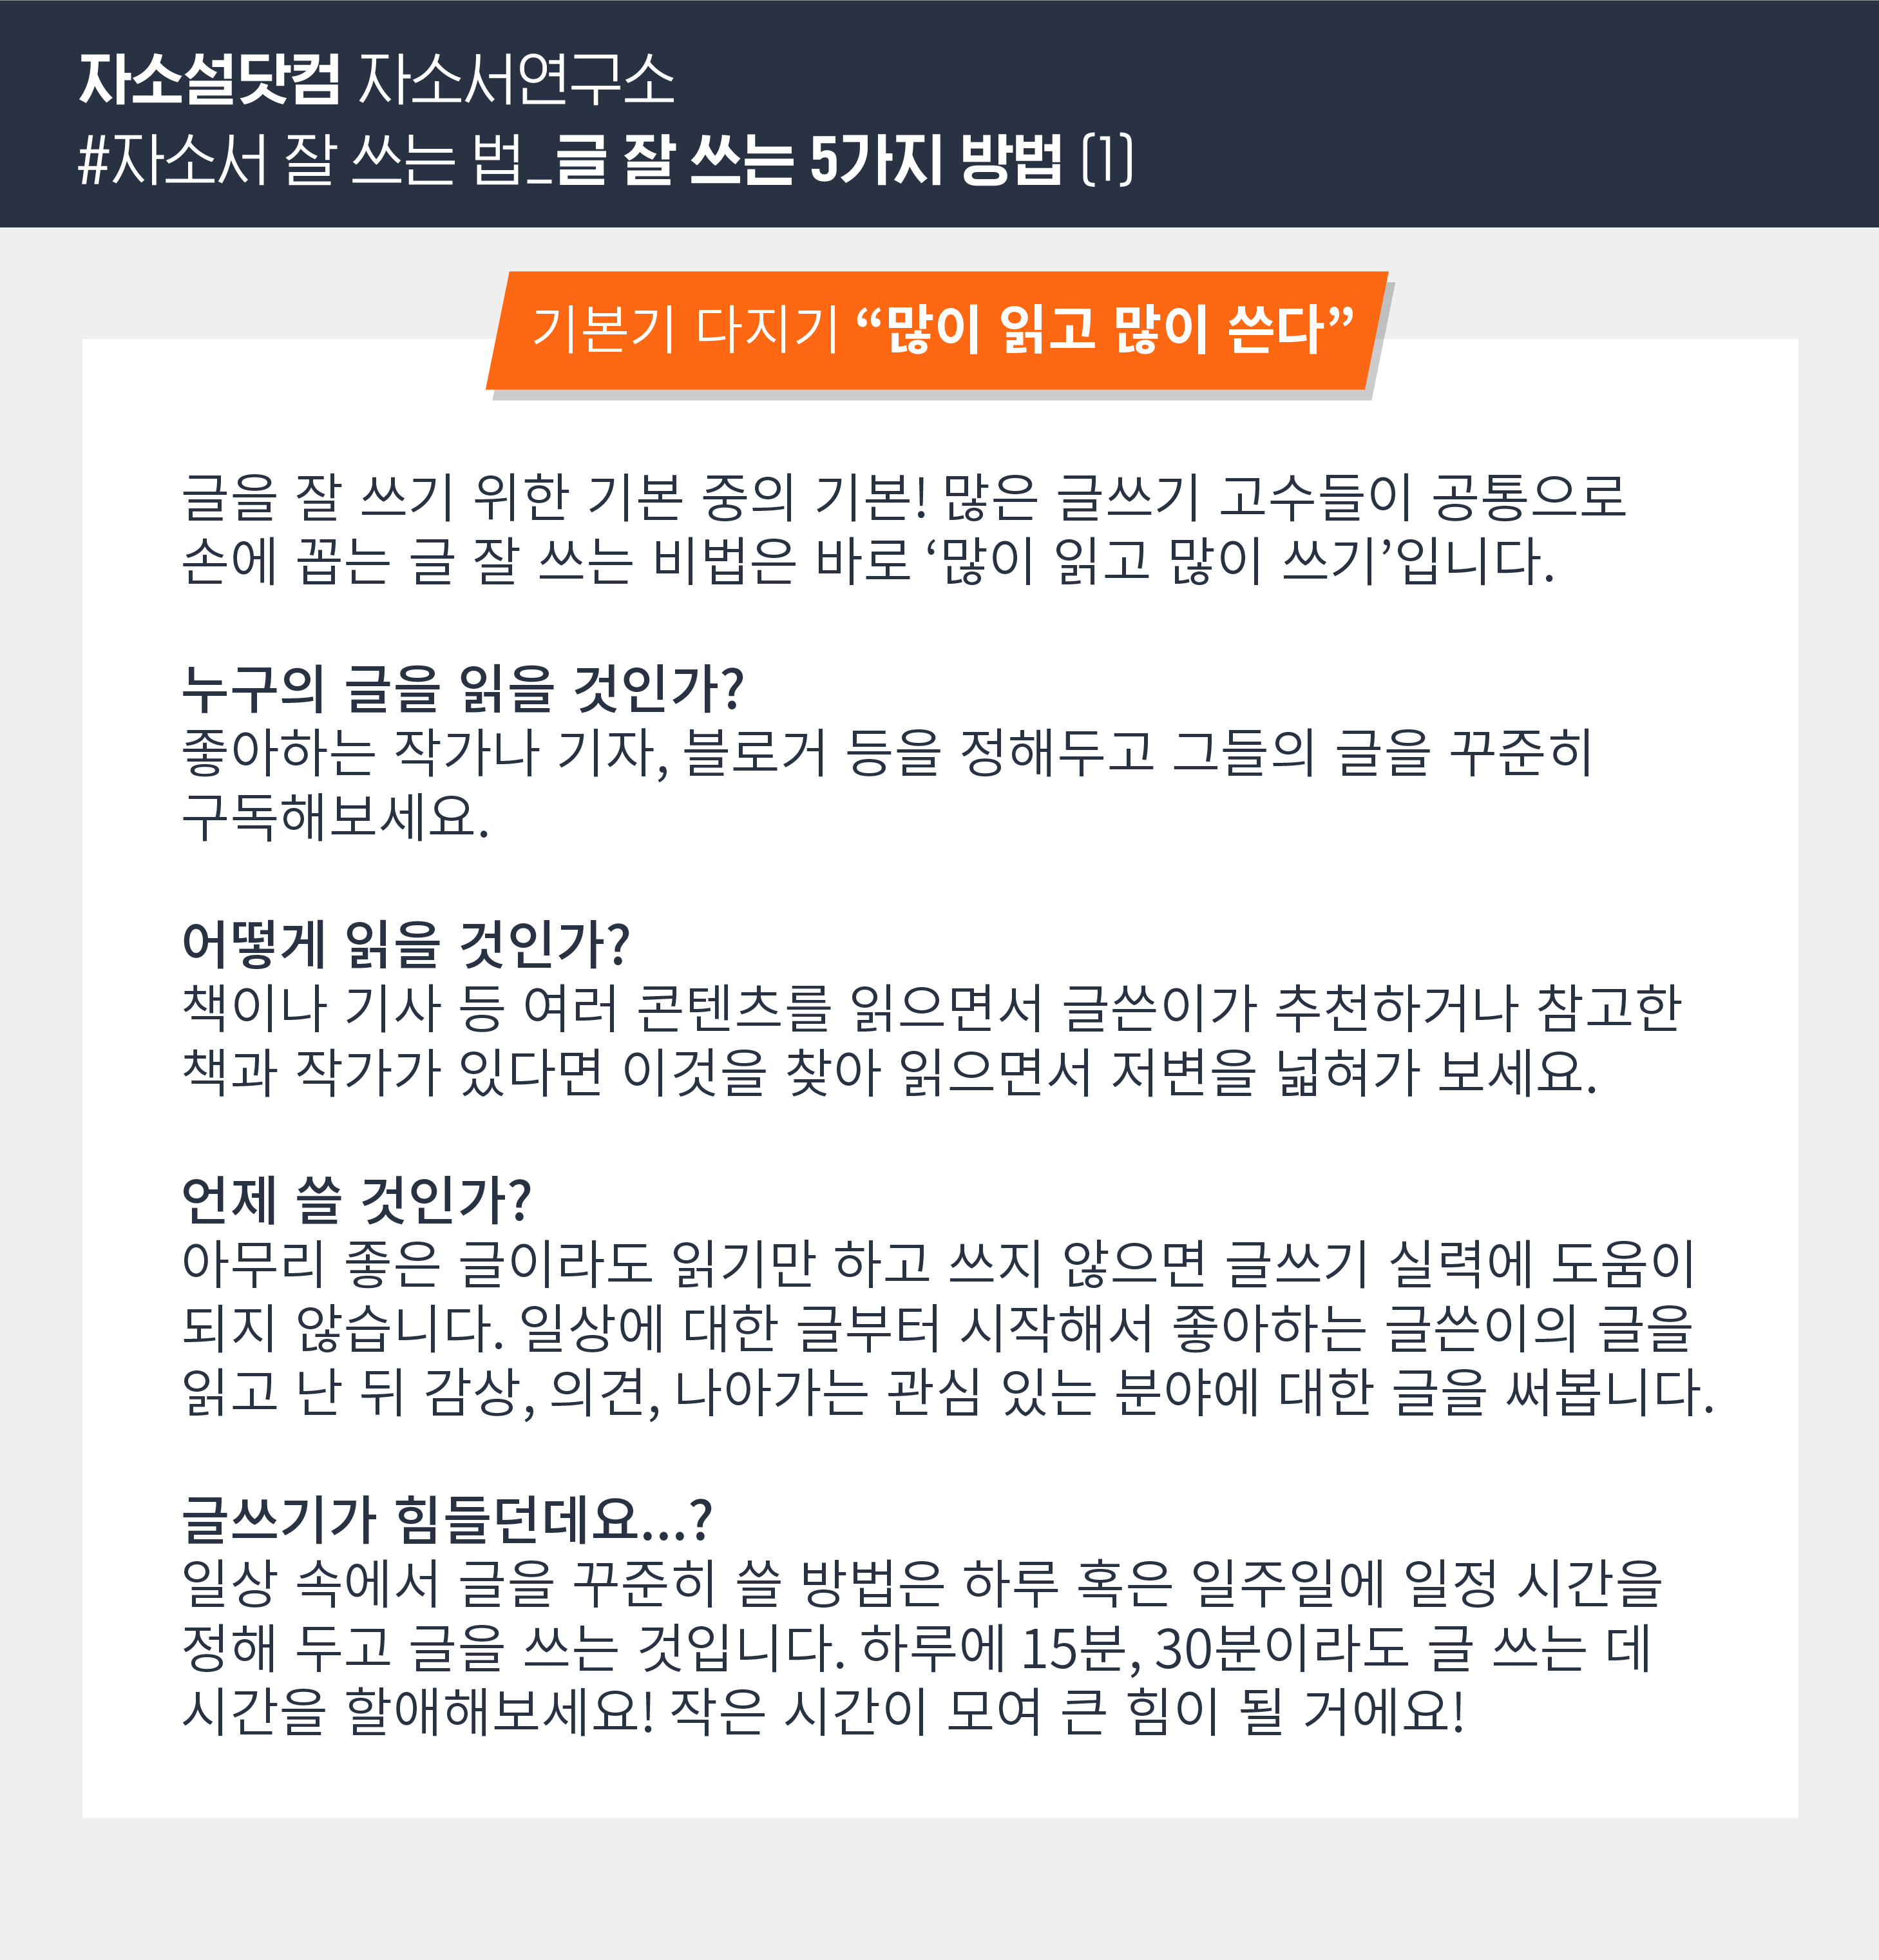 자소설닷컴 자소서연구소
#자소서 잘 쓰는 법_글 잘 쓰는 5가지 방법 (1)
기본기 다지기 “많이 읽고 많이 쓴다”
글을 잘 쓰기 위한 기본 중의 기본! 많은 글쓰기 고수들이 공통으로
손에 꼽는 글 잘 쓰는 비법은 바로 ‘많이 읽고 많이 쓰기’입니다.
누구의 글을 읽을 것인가?
좋아하는 작가나 기자, 블로거 등을 정해두고 그들의 글을 꾸준히
구독해보세요.
어떻게 읽을 것인가?
책이나 기사 등 여러 콘텐츠를 읽으면서 글쓴이가 추천하거나 참고한
책과 작가가 있다면 이것을 찾아 읽으면서 저변을 넓혀가 보세요.
언제 쓸 것인가?
아무리 좋은 글이라도 읽기만 하고 쓰지 않으면 글쓰기 실력에 도움이
되지 않습니다. 일상에 대한 글부터 시작해서 좋아하는 글쓴이의 글을
읽고 난 뒤 감상, 의견, 나아가는 관심 있는 분야에 대한 글을 써봅니다.
글쓰기가 힘들던데요...?
일상 속에서 글을 꾸준히 쓸 방법은 하루 혹은 일주일에 일정 시간을
정해 두고 글을 쓰는 것입니다. 하루에 15분, 30분이라도 글 쓰는 데
시간을 할애해보세요! 작은 시간이 모여 큰 힘이 될 거에요!